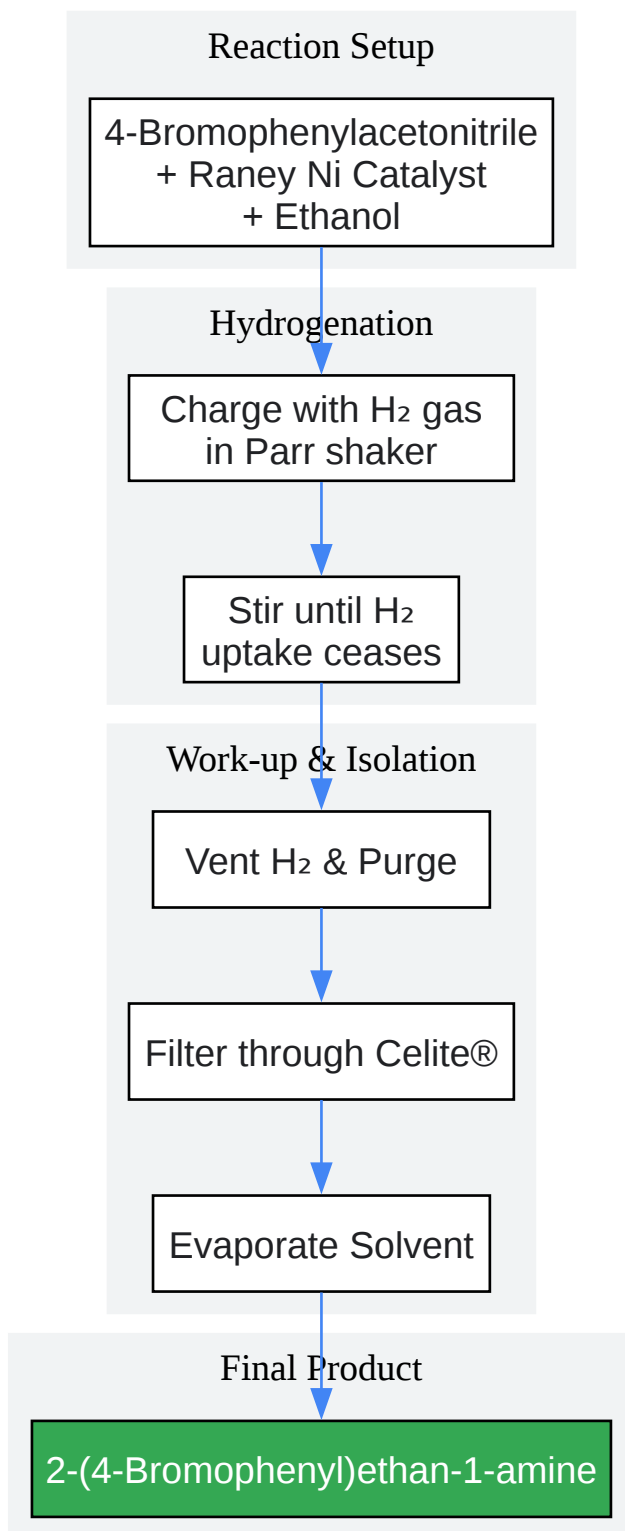 Reaction Setup
4-Bromophenylacetonitrile
+ Raney Ni Catalyst
+ Ethanol
Hydrogenation
Charge with H₂ gas
in Parr shaker
Stir until H₂
uptake ceases
Work-up & Isolation
Vent H₂ & Purge
Filter through Celite®
Evaporate Solvent
Final Product
2-(4-Bromophenyl)ethan-1-amine